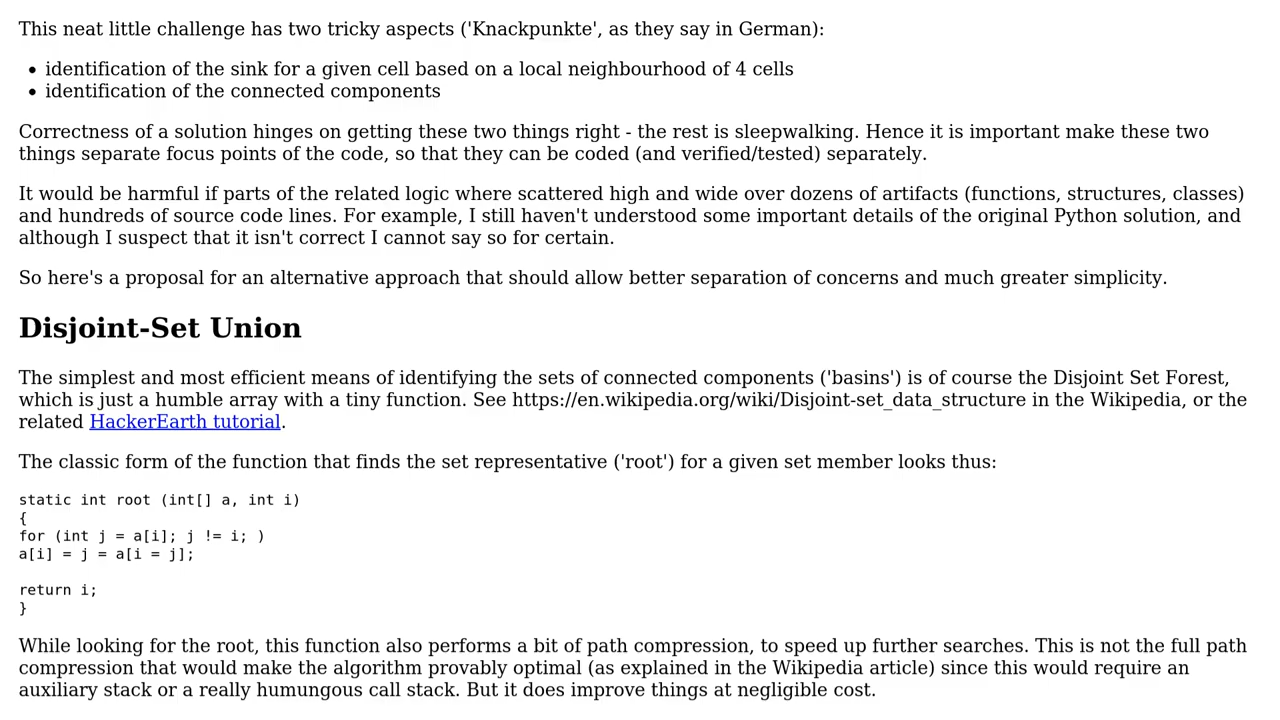 This neat little challenge has two tricky aspects ('Knackpunkte', as they say in German):
• identification of the sink for a given cell based on a local neighbourhood of 4 cells
• identification of the connected components
Correctness of a solution hinges on getting these two things right - the rest is sleepwalking. Hence it is important make these two
things separate focus points of the code, so that they can be coded (and verified/tested) separately.
It would be harmful if parts of the related logic where scattered high and wide over dozens of artifacts (functions, structures, classes)
and hundreds of source code lines. For example, I still haven't understood some important details of the original Python solution, and
although I suspect that it isn't correct I cannot say so for certain.
So here's a proposal for an alternative approach that should allow better separation of concerns and much greater simplicity.
Disjoint-Set Union
The simplest and most efficient means of identifying the sets of connected components ('basins') is of course the Disjoint Set Forest,
which is just a humble array with a tiny function. See https://en.wikipedia.org/wiki/Disjoint-set_data_structure in the Wikipedia, or the
related HackerEarth tutorial.
The classic form of the function that finds the set representative ('root') for a given set member looks thus:
static int root (int[] a, int i)
{
for (int j = a[i]; j != i; )
a[i] = j = a[i = j];
return i;
}
While looking for the root, this function also performs a bit of path compression, to speed up further searches. This is not the full path
compression that would make the algorithm provably optimal (as explained in the Wikipedia article) since this would require an
auxiliary stack or a really humungous call stack. But it does improve things at negligible cost.